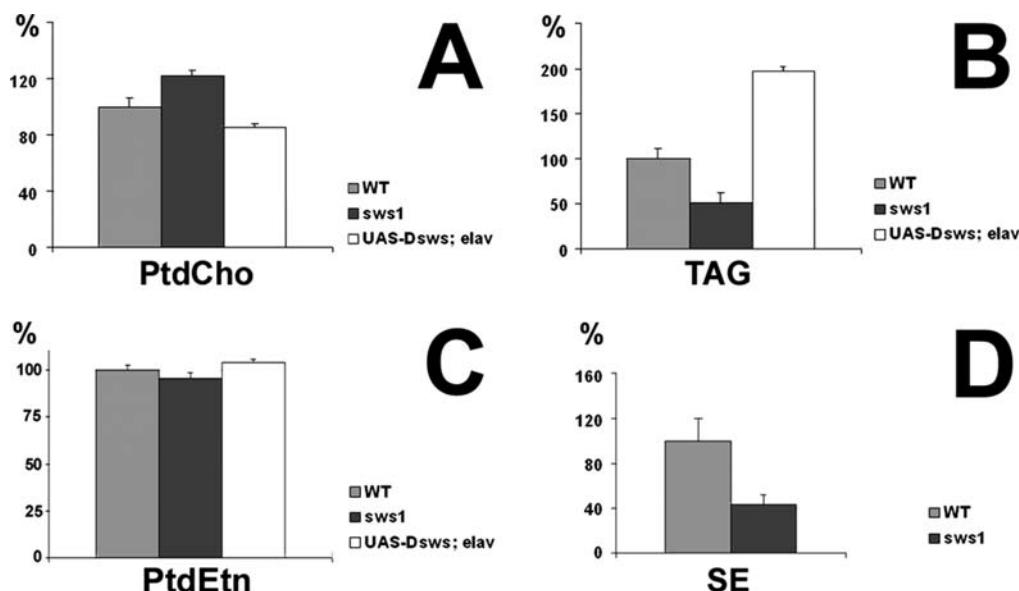 A
%
120
80
40
0
WT
sws1
UAS-Dsws; elav
PtdCho
B
%
200
150
100
50
0
WT
sws1
UAS-Dsws; elav
TAG
C
%
100
75
50
25
0
WT
sws1
UAS-Dsws; elav
PtdEtn
D
%
160
120
80
40
0
WT
sws1
SE